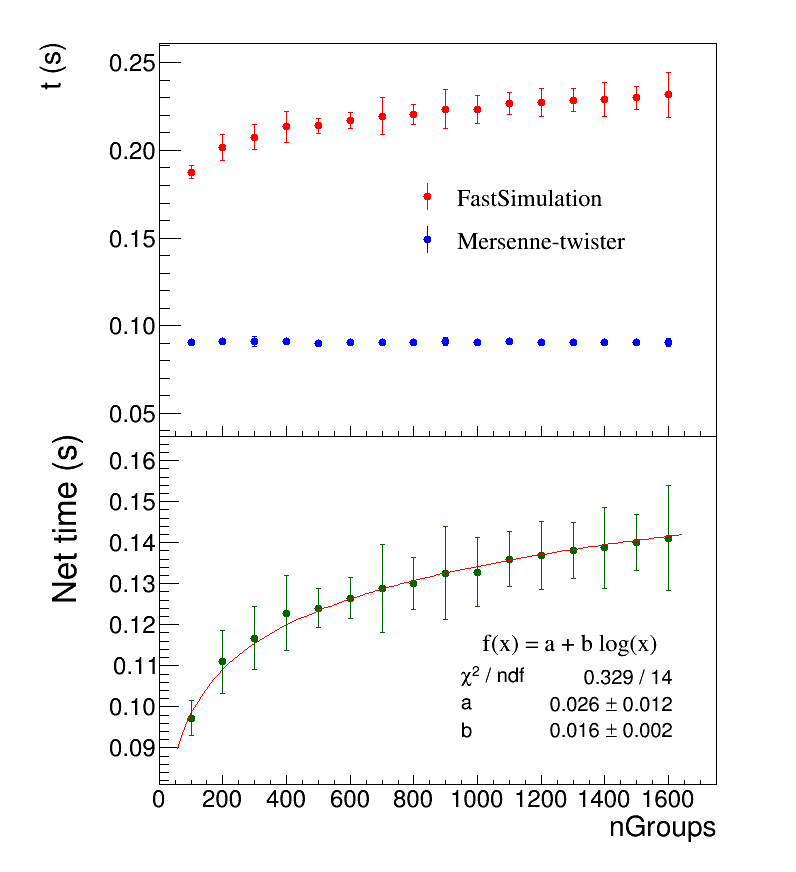 t (s)
0.25
0.20
0.15
0.10
0.05
FastSimulation
Mersenne-twister
Net time (s)
0.16
0.15
0.14
0.13
0.12
0.11
0.10
0.09
f(x) = a + b log(x)
χ² / ndf 0.329 / 14
a 0.026 ± 0.012
b 0.016 ± 0.002
0 200 400 600 800 1000 1200 1400 1600
nGroups